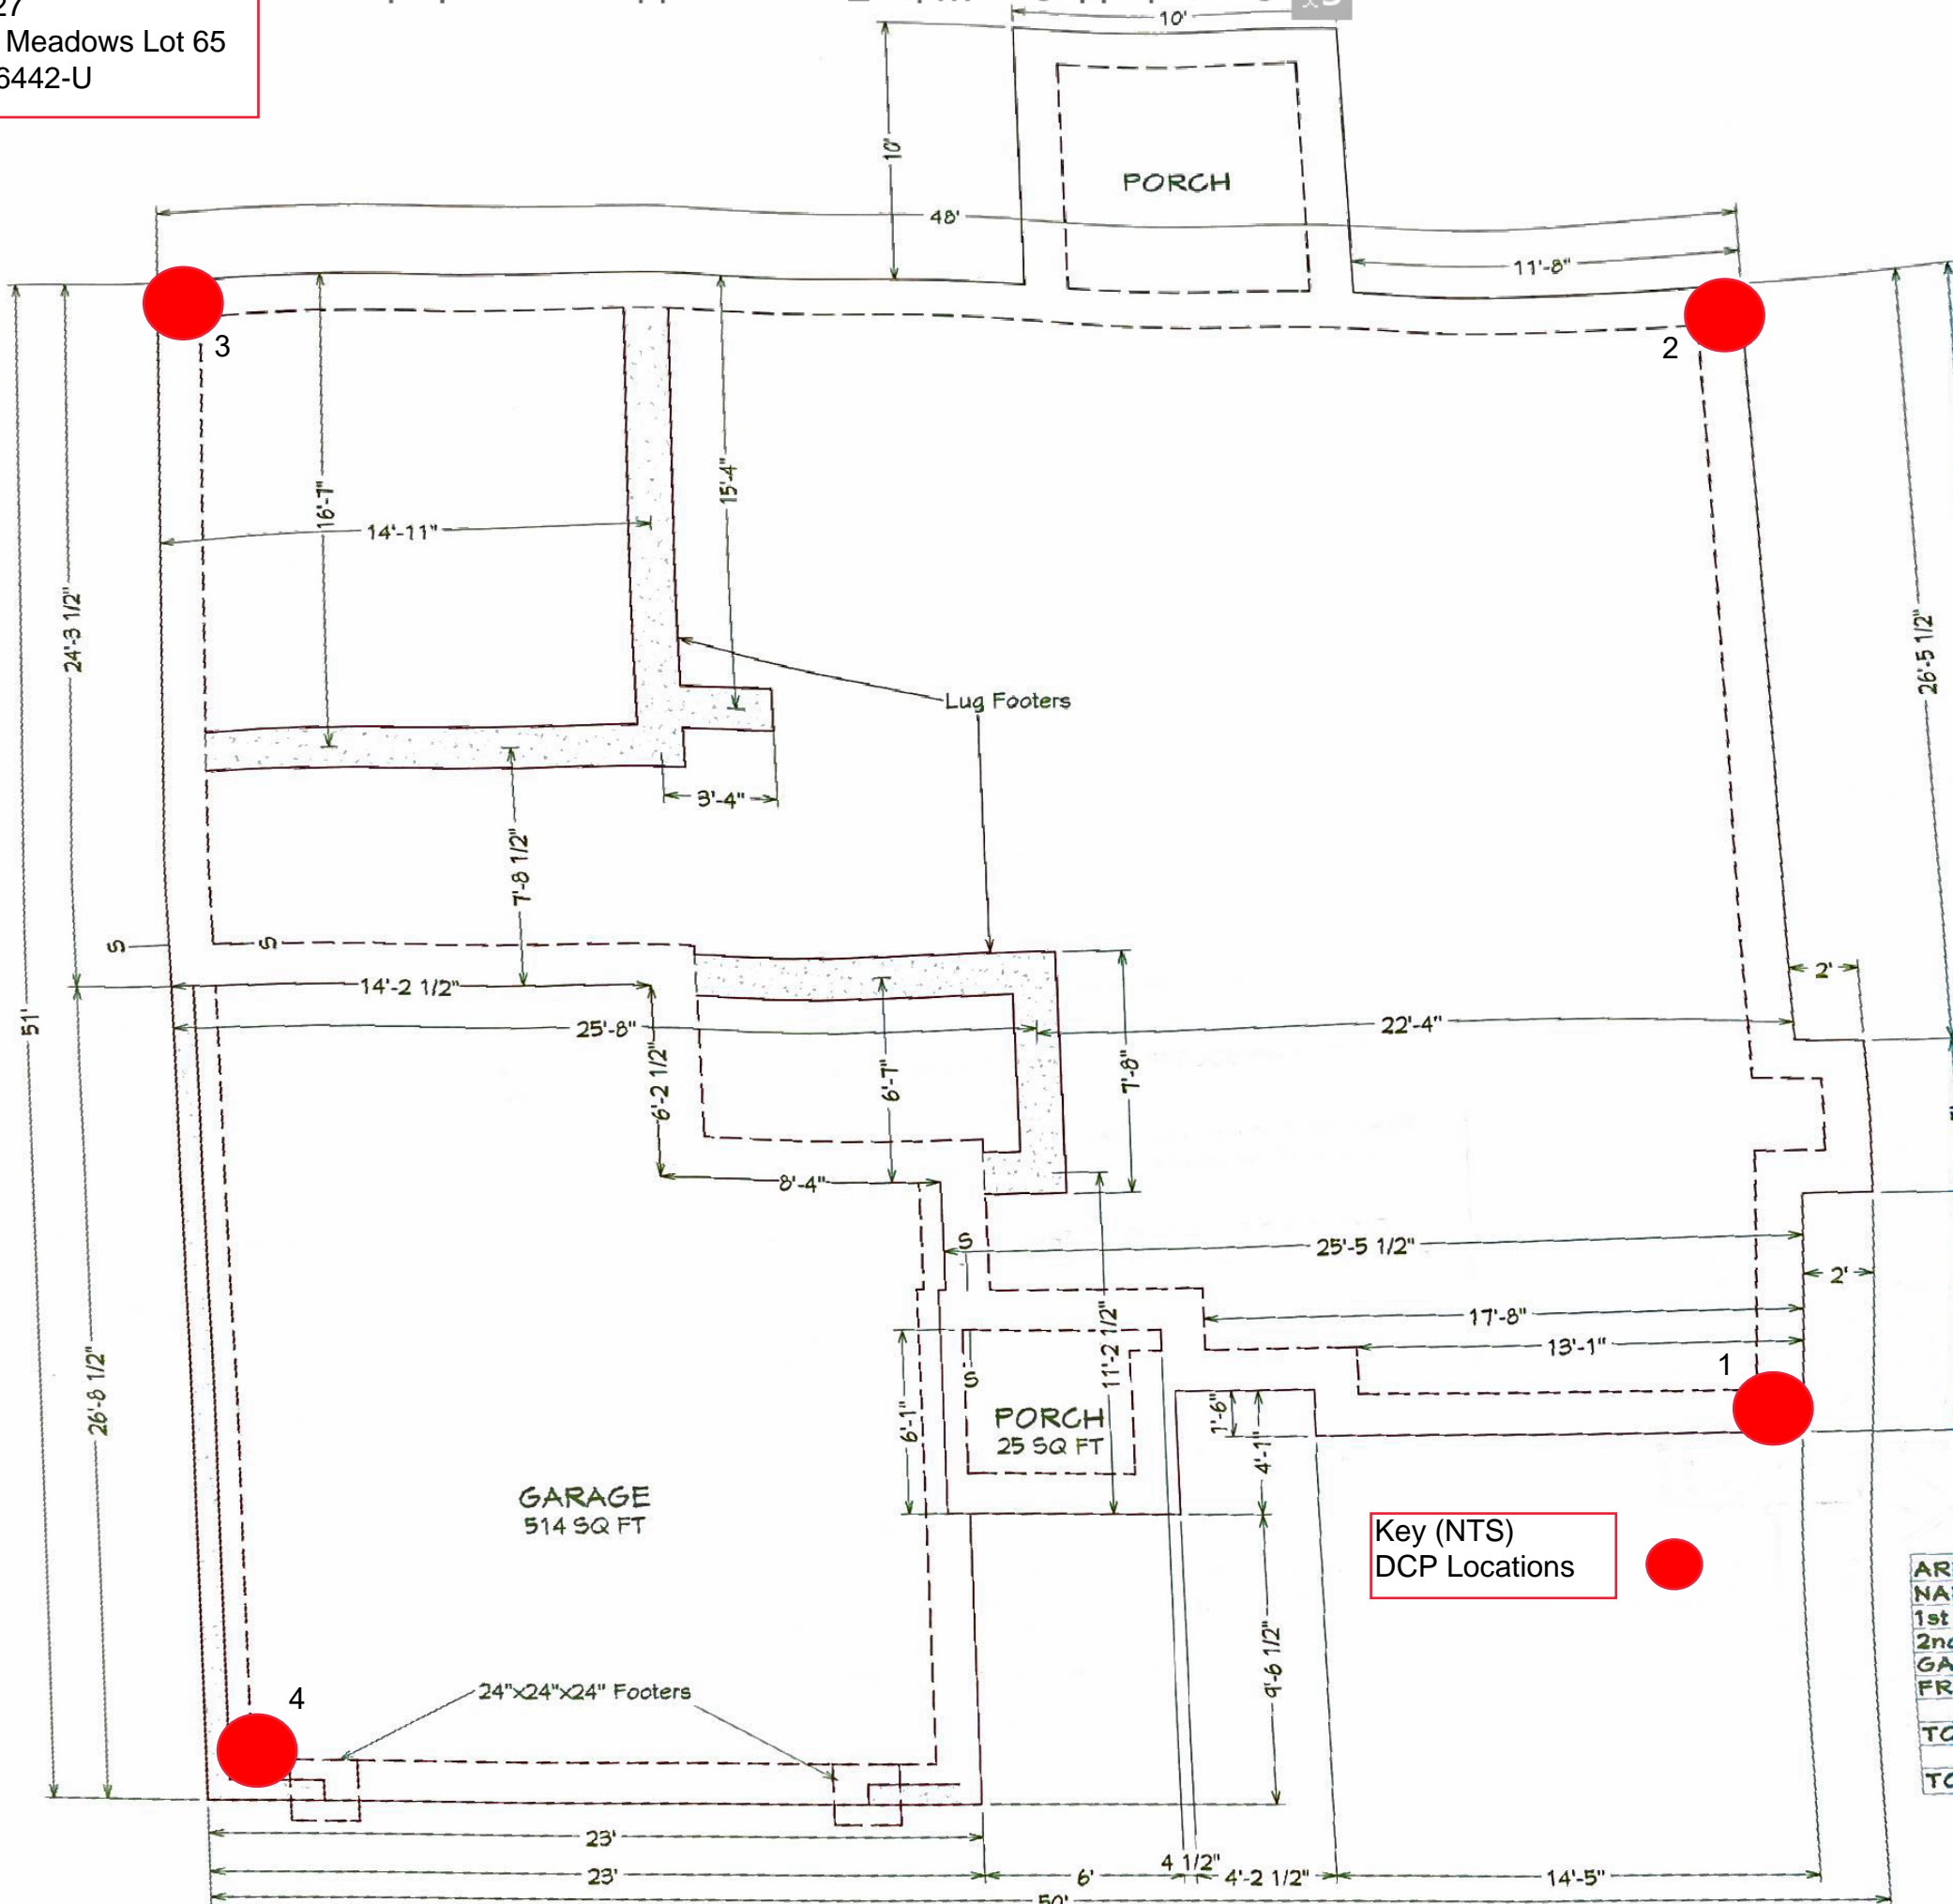 27
Meadows Lot 65
6442-U
10'
10'
PORCH
48'
11'-8"
3
2
16'-7"
15'-4"
14'-11"
24'-3 1/2"
26'-5 1/2"
Lug Footers
3'-4"
7'-8 1/2"
S
S
14'-2 1/2"
2'
51'
25'-8"
22'-4"
6'-2 1/2"
6'-7"
7'-8"
8'-4"
S
25'-5 1/2"
2'
17'-8"
13'-1"
1
11'-2 1/2"
S
26'-8 1/2"
6'-1"
1'-6"
4'-1"
PORCH
25 SQ FT
GARAGE
514 SQ FT
Key (NTS)
DCP Locations
9'-6 1/2"
4
24"x24"x24" Footers
1st
23'
23'
6'
4 1/2"
4'-2 1/2"
14'-5"
50'